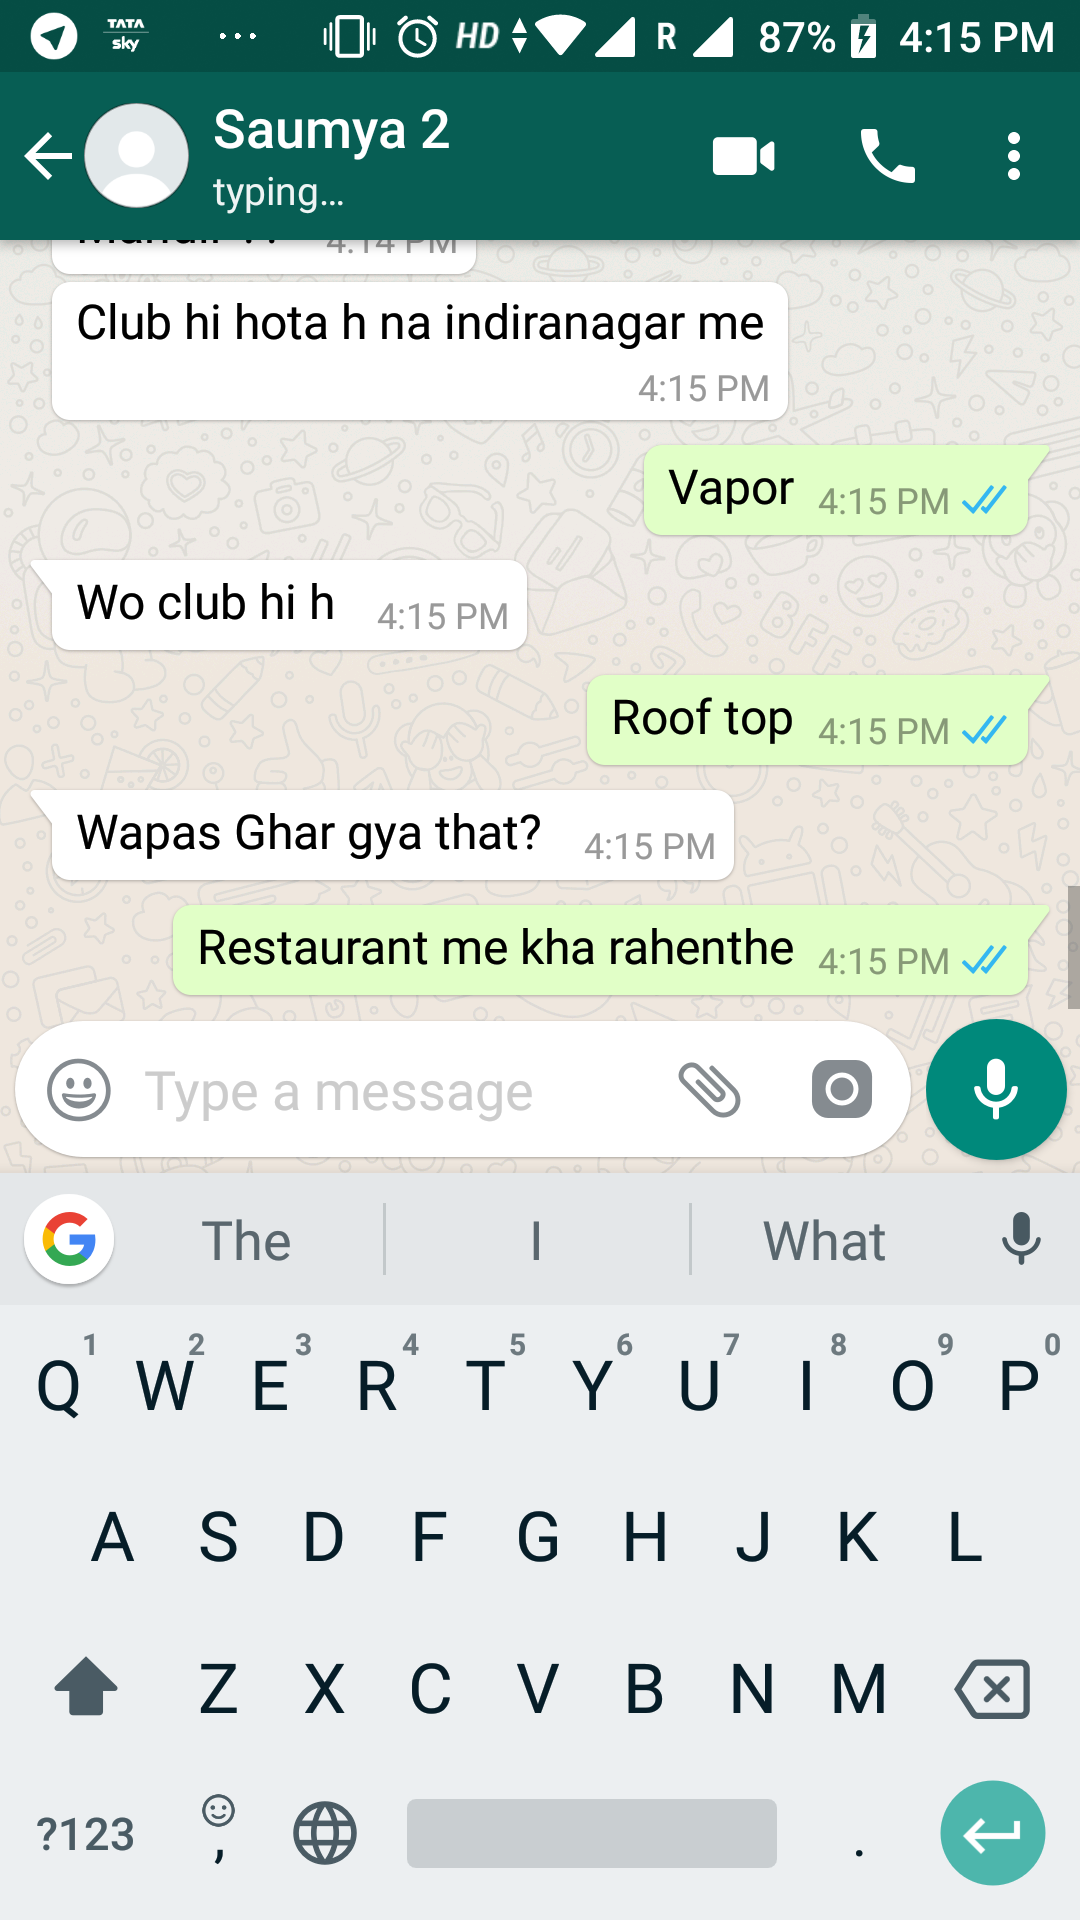 TATA
sky
HD
R
87%
4:15 PM
Saumya 2
typing...
4:14 PM
Club hi hota h na indiranagar me
4:15 PM
Vapor 4:15 PM
Wo club hi h 4:15 PM
Roof top 4:15 PM
Wapas Ghar gya that? 4:15 PM
Restaurant me kha rahenthe 4:15 PM
Type a message
G The I What
1 2 3 4 5 6 7 8 9 0
Q W E R T Y U I O P
A S D F G H J K L
Z X C V B N M
?123 , .